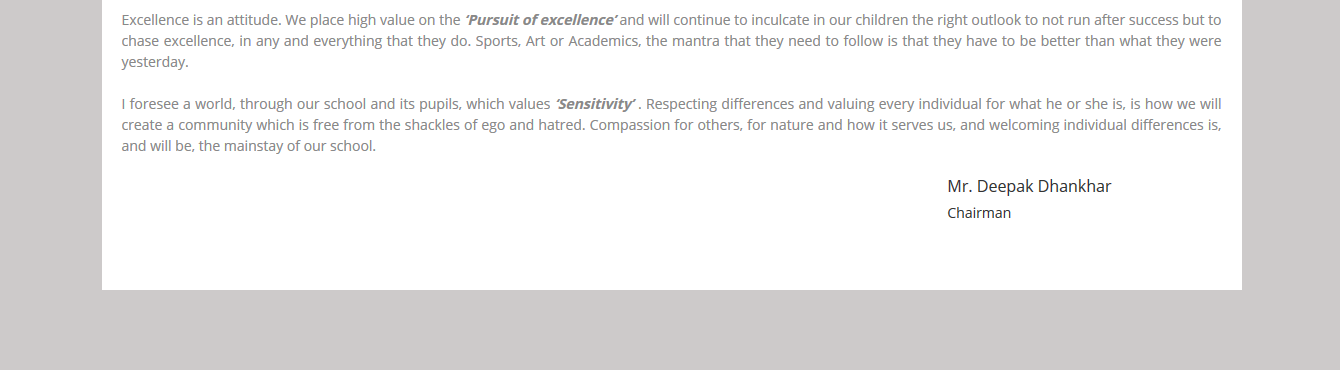 Excellence is an attitude. We place high value on the ‘Pursuit of excellence’ and will continue to inculcate in our children the right outlook to not run after success but to
chase excellence, in any and everything that they do. Sports, Art or Academics, the mantra that they need to follow is that they have to be better than what they were
yesterday.
I foresee a world, through our school and its pupils, which values ‘Sensitivity’ . Respecting differences and valuing every individual for what he or she is, is how we will
create a community which is free from the shackles of ego and hatred. Compassion for others, for nature and how it serves us, and welcoming individual differences is,
and will be, the mainstay of our school.
Mr. Deepak Dhankhar
Chairman